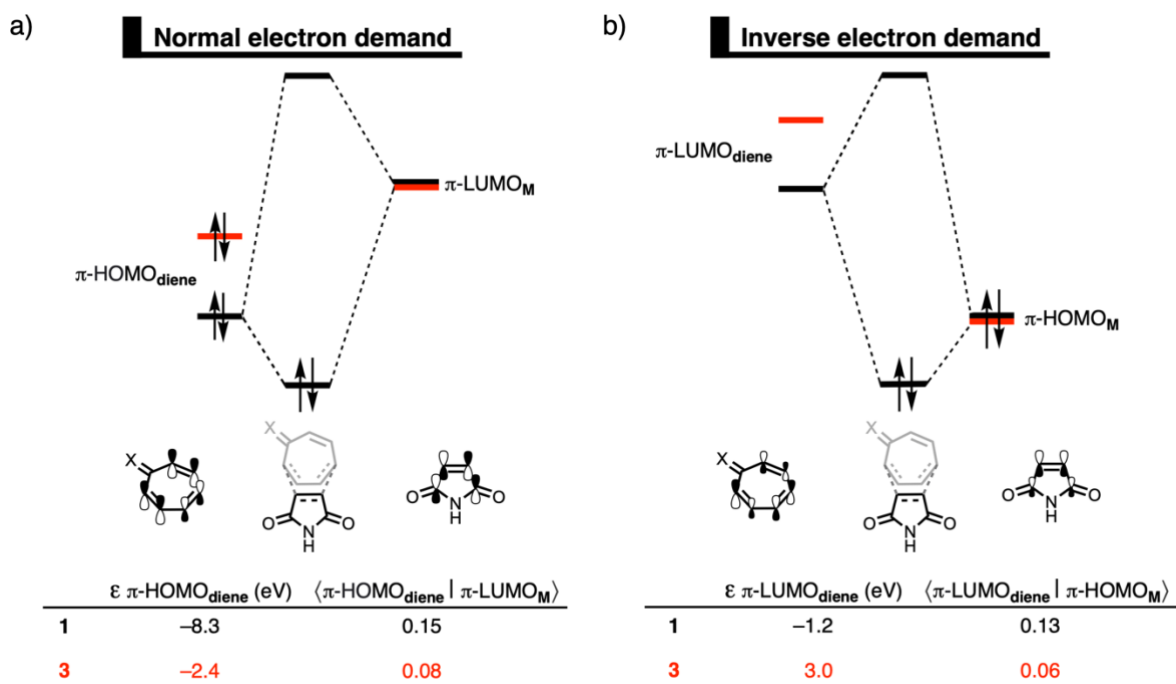 a)
Normal electron demand
π-LUMOM
π-HOMOdiene
X
X
O
N
H
O
O
N
H
O
ε π-HOMOdiene (eV) ⟨π-HOMOdiene | π-LUMOM⟩
1 −8.3 0.15
3 −2.4 0.08
b)
Inverse electron demand
π-LUMOdiene
π-HOMOM
X
X
O
N
H
O
O
N
H
O
ε π-LUMOdiene (eV) ⟨π-LUMOdiene | π-HOMOM⟩
1 −1.2 0.13
3 3.0 0.06